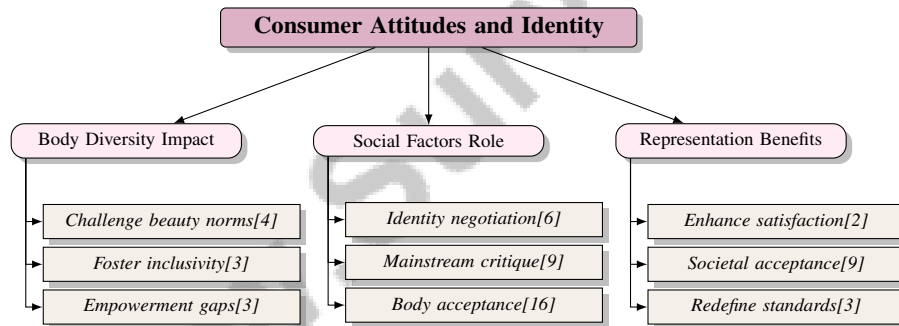 Consumer Attitudes and Identity
Body Diversity Impact
Social Factors Role
Representation Benefits
Challenge beauty norms[4]
Foster inclusivity[3]
Empowerment gaps[3]
Identity negotiation[6]
Mainstream critique[9]
Body acceptance[16]
Enhance satisfaction[2]
Societal acceptance[9]
Redefine standards[3]